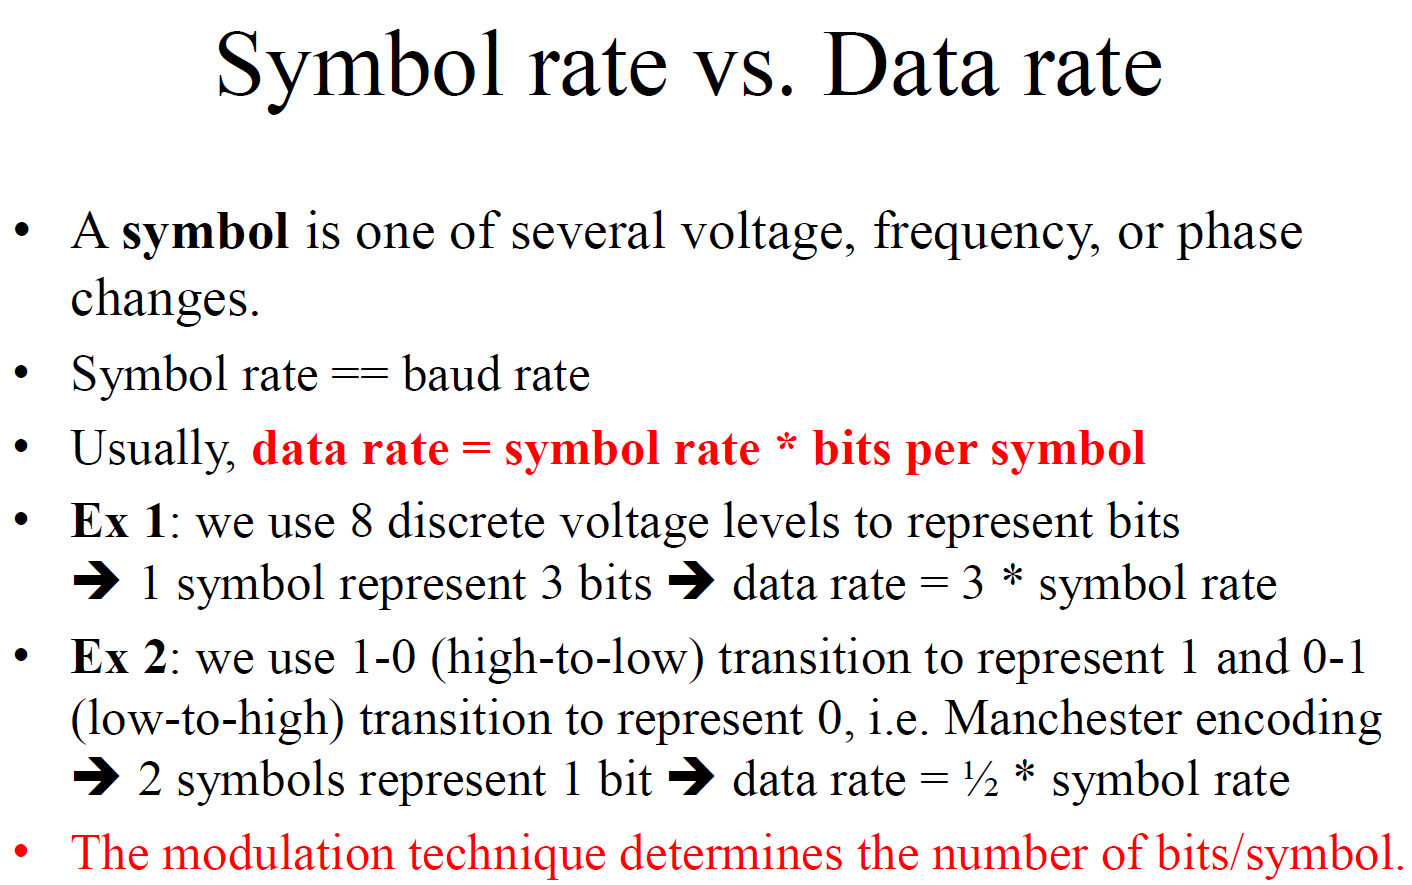 Symbol rate vs. Data rate
• A symbol is one of several voltage, frequency, or phase
changes.
• Symbol rate == baud rate
• Usually, data rate = symbol rate * bits per symbol
• Ex 1: we use 8 discrete voltage levels to represent bits
➔ 1 symbol represent 3 bits ➔ data rate = 3 * symbol rate
• Ex 2: we use 1-0 (high-to-low) transition to represent 1 and 0-1
(low-to-high) transition to represent 0, i.e. Manchester encoding
➔ 2 symbols represent 1 bit ➔ data rate = ½ * symbol rate
• The modulation technique determines the number of bits/symbol.